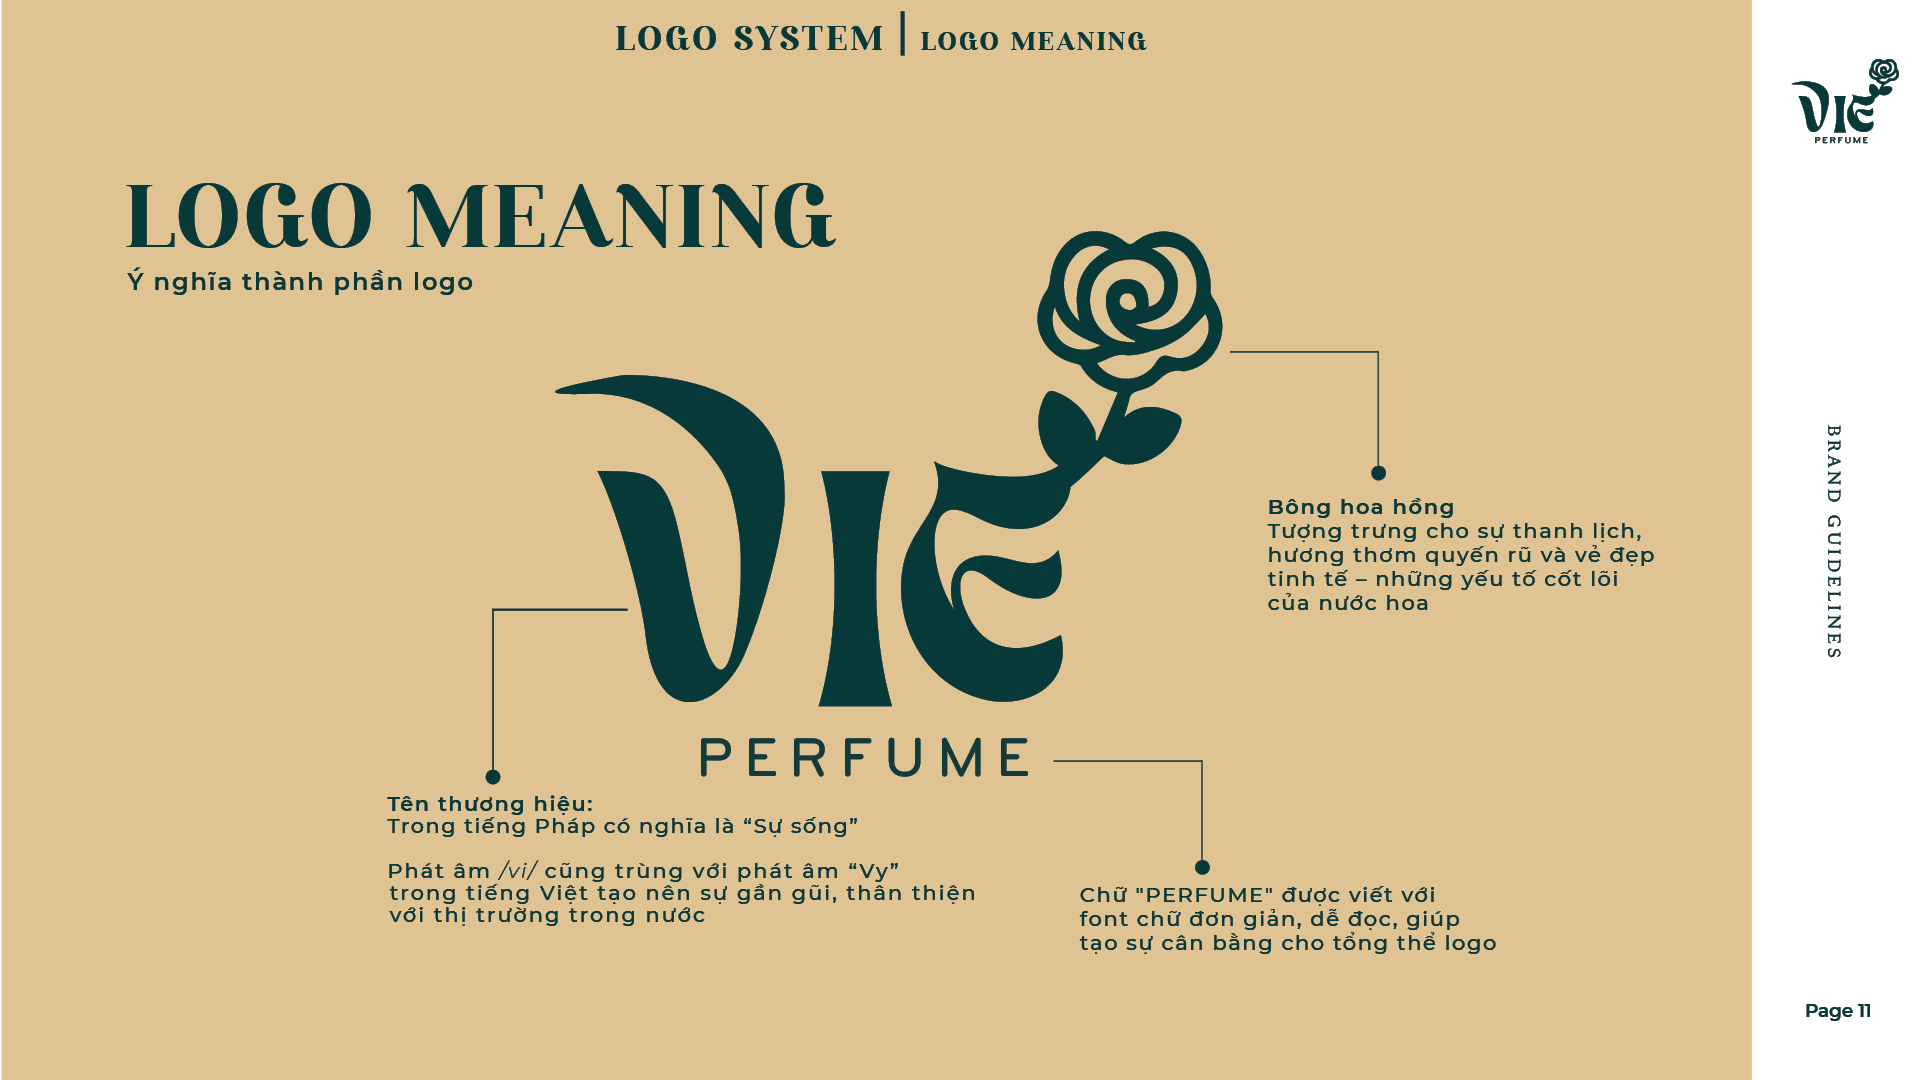 LOGO SYSTEM | LOGO MEANING
VIE
PERFUME
LOGO MEANING
Ý nghĩa thành phần logo
VIE
PERFUME
Bông hoa hồng
Tượng trưng cho sự thanh lịch,
hương thơm quyến rũ và vẻ đẹp
tinh tế – những yếu tố cốt lõi
của nước hoa
Tên thương hiệu:
Trong tiếng Pháp có nghĩa là “Sự sống”
Phát âm /vi/ cũng trùng với phát âm “Vy”
trong tiếng Việt tạo nên sự gần gũi, thân thiện
với thị trường trong nước
Chữ "PERFUME" được viết với
font chữ đơn giản, dễ đọc, giúp
tạo sự cân bằng cho tổng thể logo
BRAND GUIDELINES
Page 11